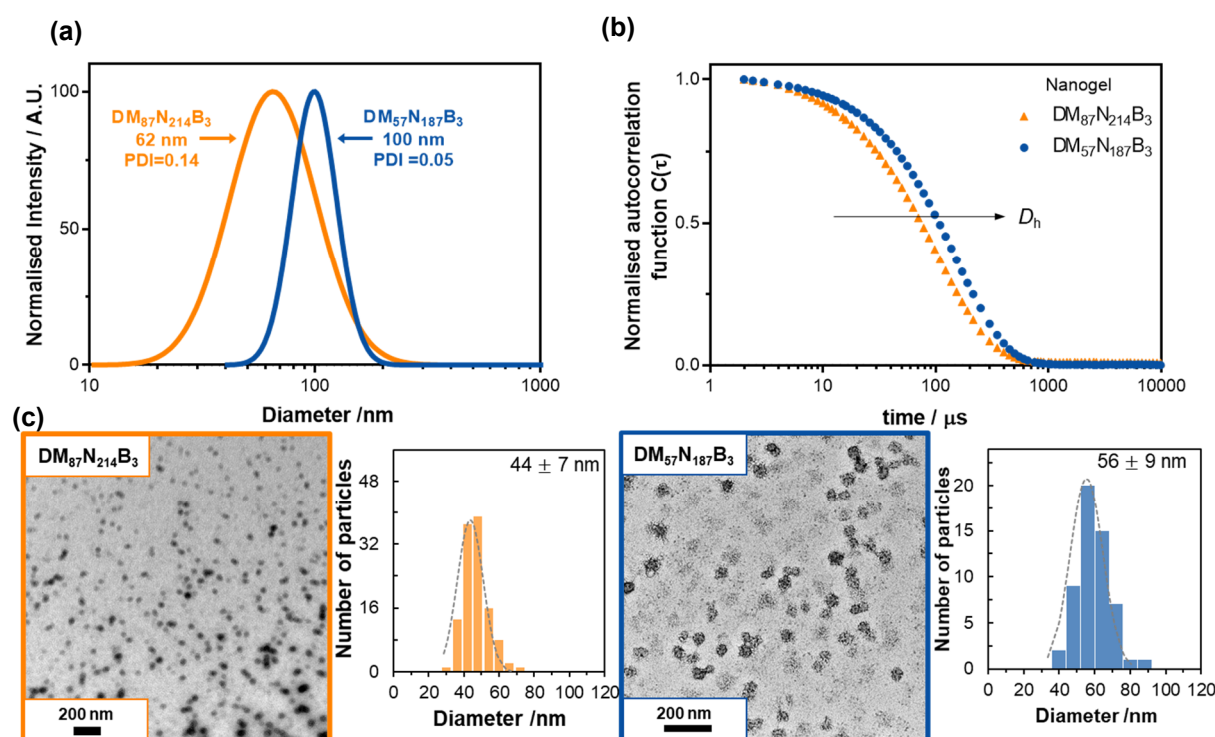 (a)
Normalised Intensity / A.U.
100
50
0
DM₈₇N₂₁₄B₃
62 nm
PDI=0.14
DM₅₇N₁₈₇B₃
100 nm
PDI =0.05
10
100
1000
Diameter /nm
(b)
Normalised autocorrelation
function C(τ)
1.0
0.5
0.0
Nanogel
DM₈₇N₂₁₄B₃
DM₅₇N₁₈₇B₃
Dₕ
1
10
100
1000
10000
time / μs
(c)
DM₈₇N₂₁₄B₃
200 nm
Number of particles
48
32
16
0
44 ± 7 nm
0 20 40 60 80 100 120
Diameter /nm
DM₅₇N₁₈₇B₃
200 nm
Number of particles
20
15
10
5
0
56 ± 9 nm
0 20 40 60 80 100 120
Diameter /nm